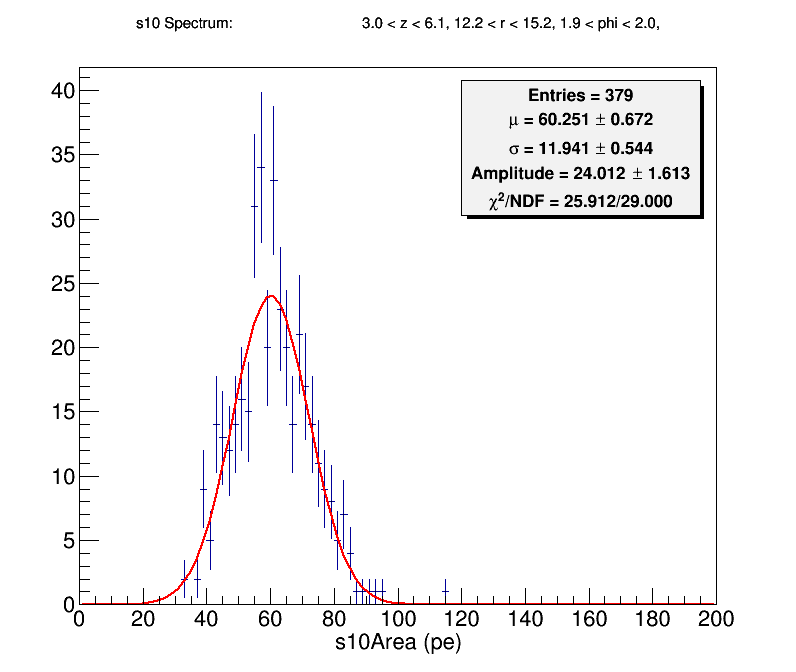 s10 Spectrum: 3.0 < z < 6.1, 12.2 < r < 15.2, 1.9 < phi < 2.0,
Entries = 379
μ = 60.251 ± 0.672
σ = 11.941 ± 0.544
Amplitude = 24.012 ± 1.613
χ²/NDF = 25.912/29.000
40
35
30
25
20
15
10
5
0
0 20 40 60 80 100 120 140 160 180 200
s10Area (pe)